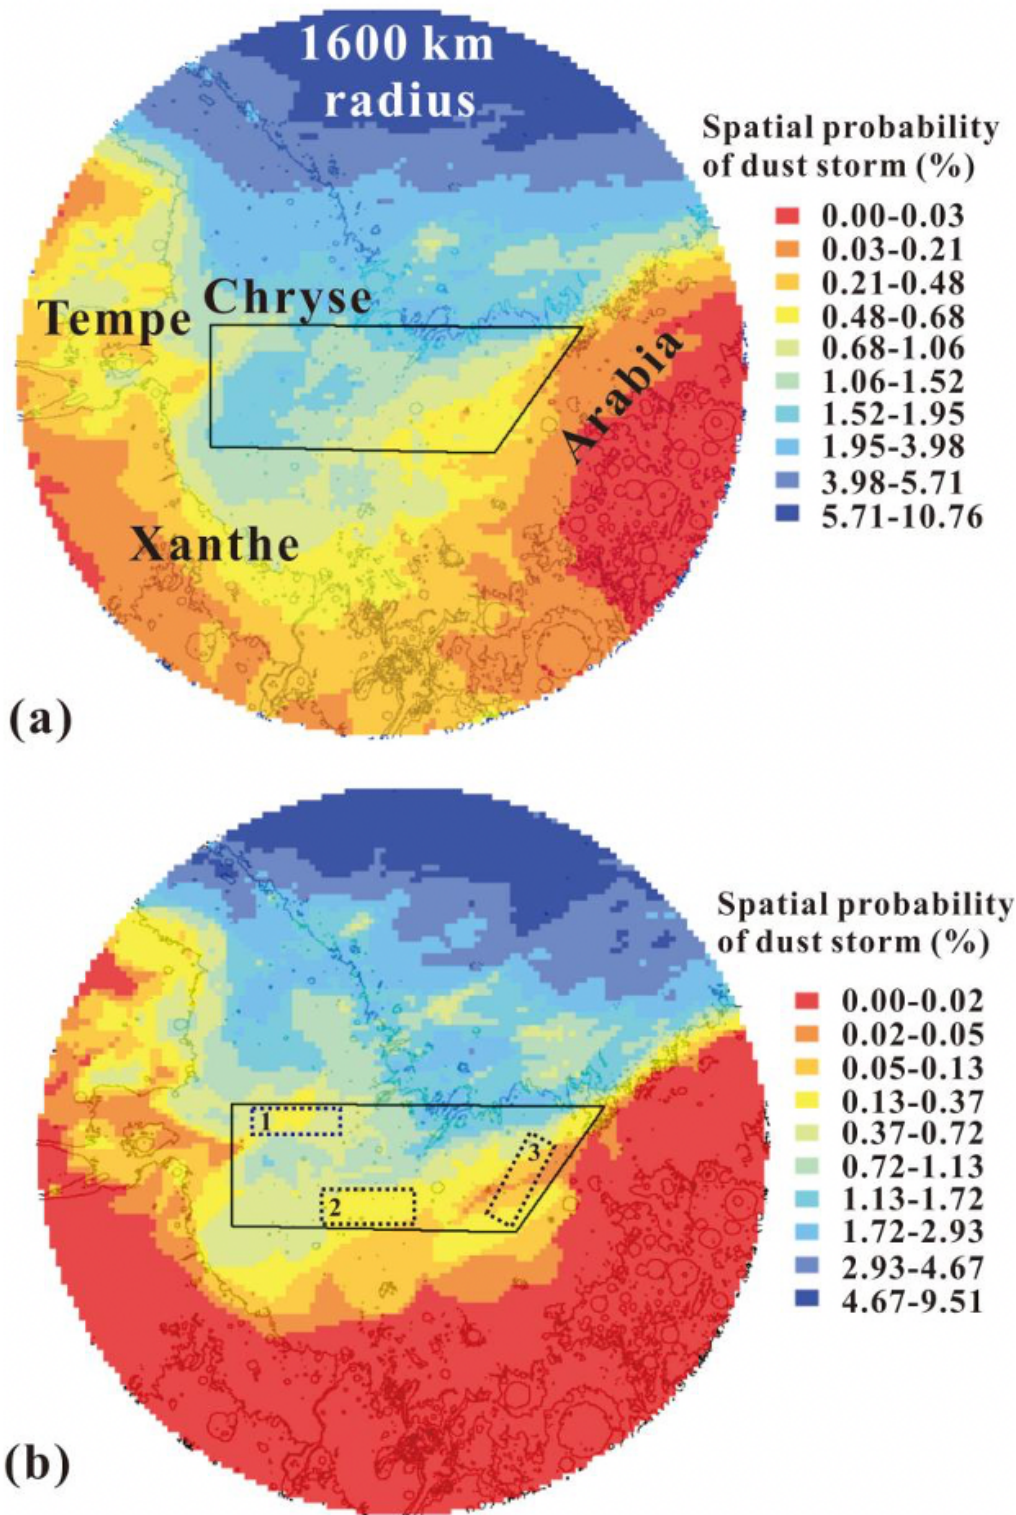 1600 km
radius
Spatial probability
of dust storm (%)
0.00-0.03
0.03-0.21
0.21-0.48
0.48-0.68
0.68-1.06
1.06-1.52
1.52-1.95
1.95-3.98
3.98-5.71
5.71-10.76
Chryse
Tempe
Arabia
Xanthe
(a)
Spatial probability
of dust storm (%)
0.00-0.02
0.02-0.05
0.05-0.13
0.13-0.37
0.37-0.72
0.72-1.13
1.13-1.72
1.72-2.93
2.93-4.67
4.67-9.51
1
3
2
(b)